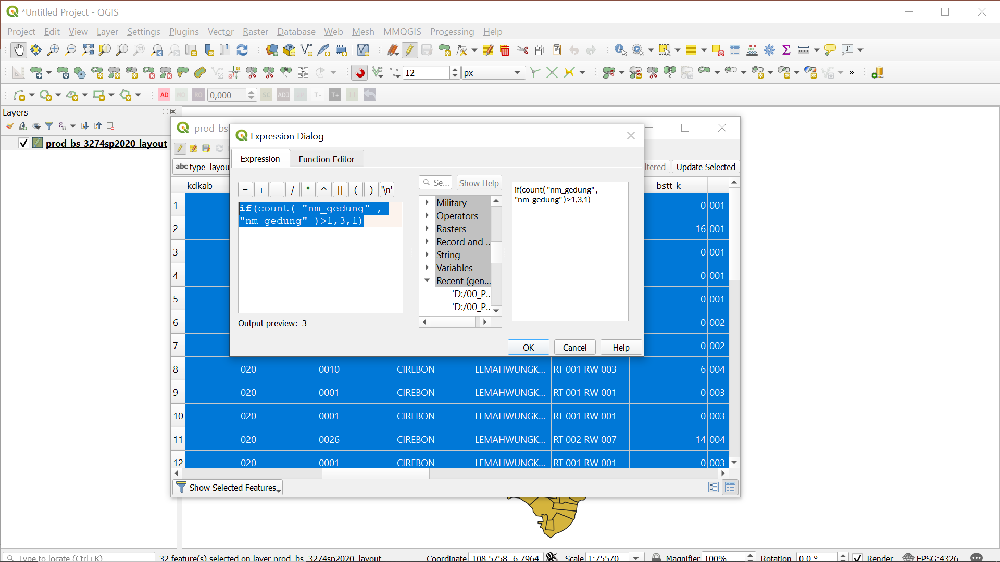 *Untitled Project - QGIS
Project Edit View Layer Settings Plugins Vector Raster Database Web Mesh MMQGIS Processing Help
12 px
AD MO RO 0,000 SC ADJ T- T+
Layers
prod_bs_3274sp2020_layout
prod_bs_
Expression Dialog
Expression Function Editor
abc type_layou
Update Selected
= + - / * ^ || ( ) '\n'
Se... Show Help
if(count( "nm_gedung" ,
"nm_gedung" )>1,3,1)
Output preview: 3
Military
Operators
Rasters
Record and ..
String
Variables
Recent (gen...
'D:/00_P..
'D:/00_P..
if(count( "nm_gedung" ,
"nm_gedung" )>1,3,1)
OK Cancel Help
kdkab bstt_k
1 0 001
2 16 001
3 0 001
4 0 001
5 0 001
6 0 002
7 0 002
8 020 0010 CIREBON LEMAHWUNGK... RT 001 RW 003 6 004
9 020 0001 CIREBON LEMAHWUNGK... RT 001 RW 001 0 003
10 020 0001 CIREBON LEMAHWUNGK... RT 001 RW 001 0 003
11 020 0026 CIREBON LEMAHWUNGK... RT 002 RW 007 14 004
12 020 0001 CIREBON LEMAHWUNGK... RT 001 RW 001 0 003
Show Selected Features
Type to locate (Ctrl+K) 32 feature(s) selected on layer prod_bs_3274sp2020_layout Coordinate 108.5758,-6.7964 Scale 1:75570 Magnifier 100% Rotation 0,0 ° Render EPSG:4326